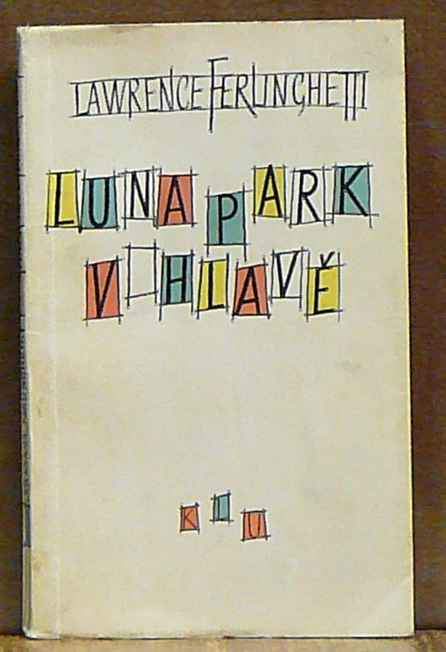 LAWRENCE FERLINGHETTI
LUNAPARK
V HLAVĚ
KLU